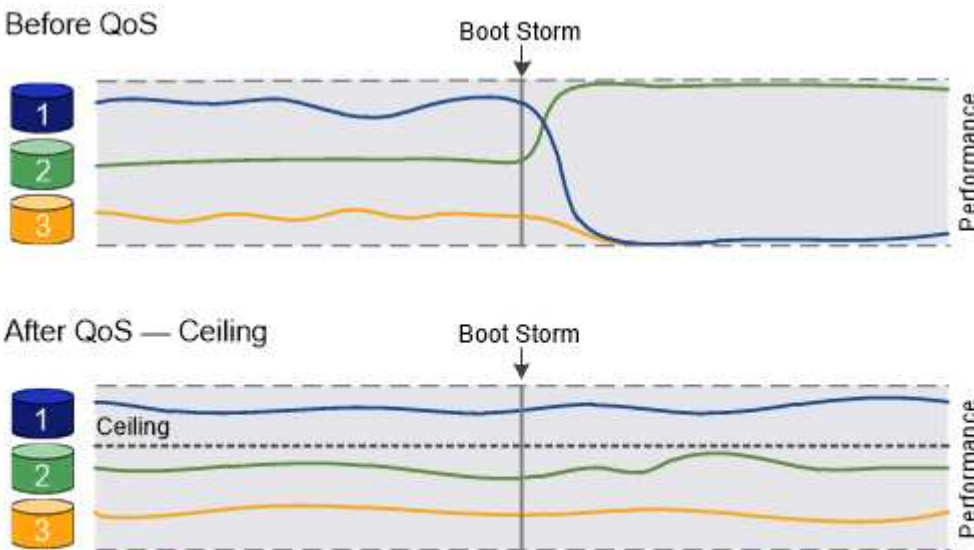 Before QoS
Boot Storm
1
2
3
Performance
After QoS — Ceiling
Boot Storm
1
Ceiling
2
3
Performance